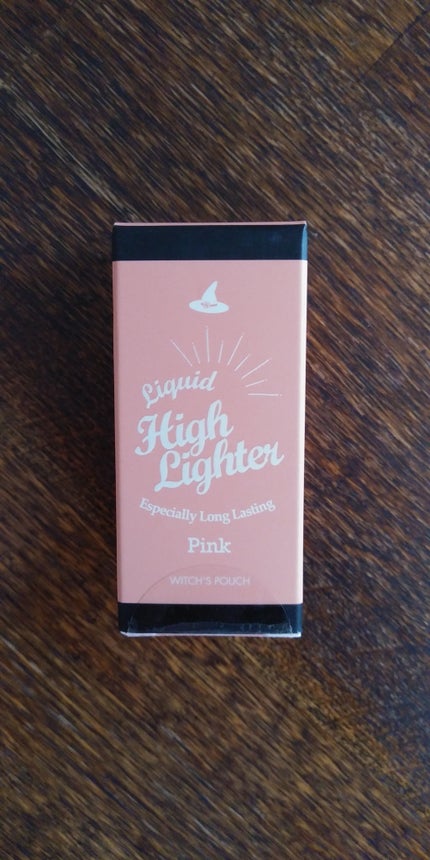 Liquid
High
Lighter
Especially Long Lasting
Pink
WITCH'S POUCH